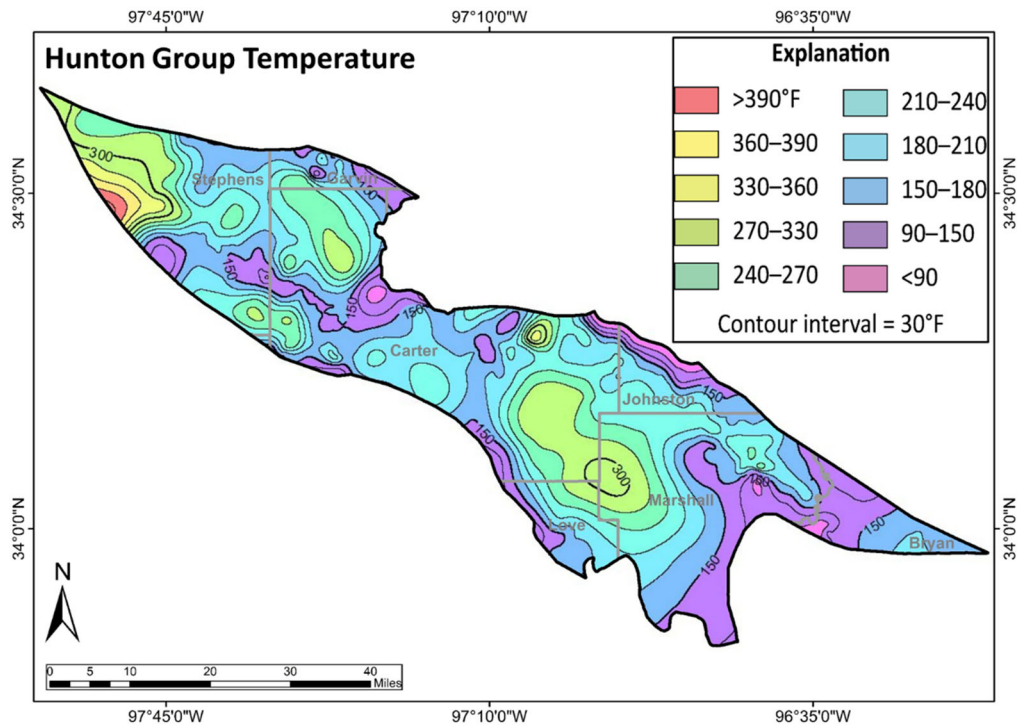 97°45'0"W 97°10'0"W 96°35'0"W
Hunton Group Temperature
Explanation
>390°F
360–390
330–360
270–330
240–270
210–240
180–210
150–180
90–150
<90
Contour interval = 30°F
34°30'0"N
34°30'0"N
300
Stephens
Garvin
150
150
150
Carter
150
Johnston
150
300
Marshall
150
Love
150
150
Bryan
34°0'0"N
34°0'0"N
N
0 5 10 20 30 40
Miles
97°45'0"W 97°10'0"W 96°35'0"W